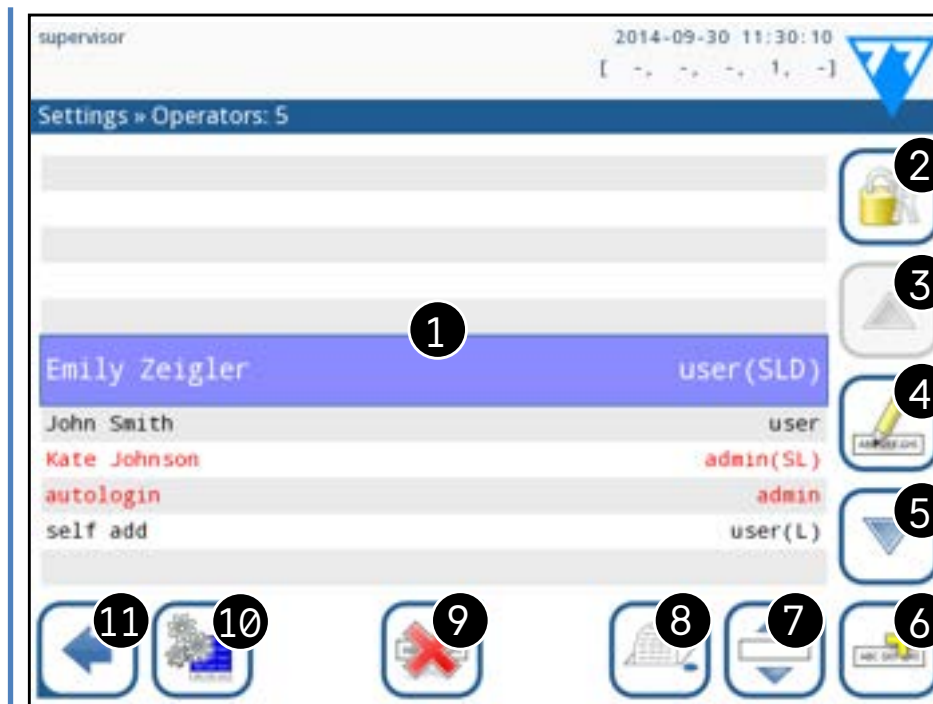 supervisor
2014-09-30 11:30:10
[ -, -, -, 1, -]
77
Settings » Operators: 5
2
3
1
Emily Zeigler user(SLD)
4
John Smith user
Kate Johnson admin(SL)
autologin admin
5
self add user(L)
11
10
9
8
7
6